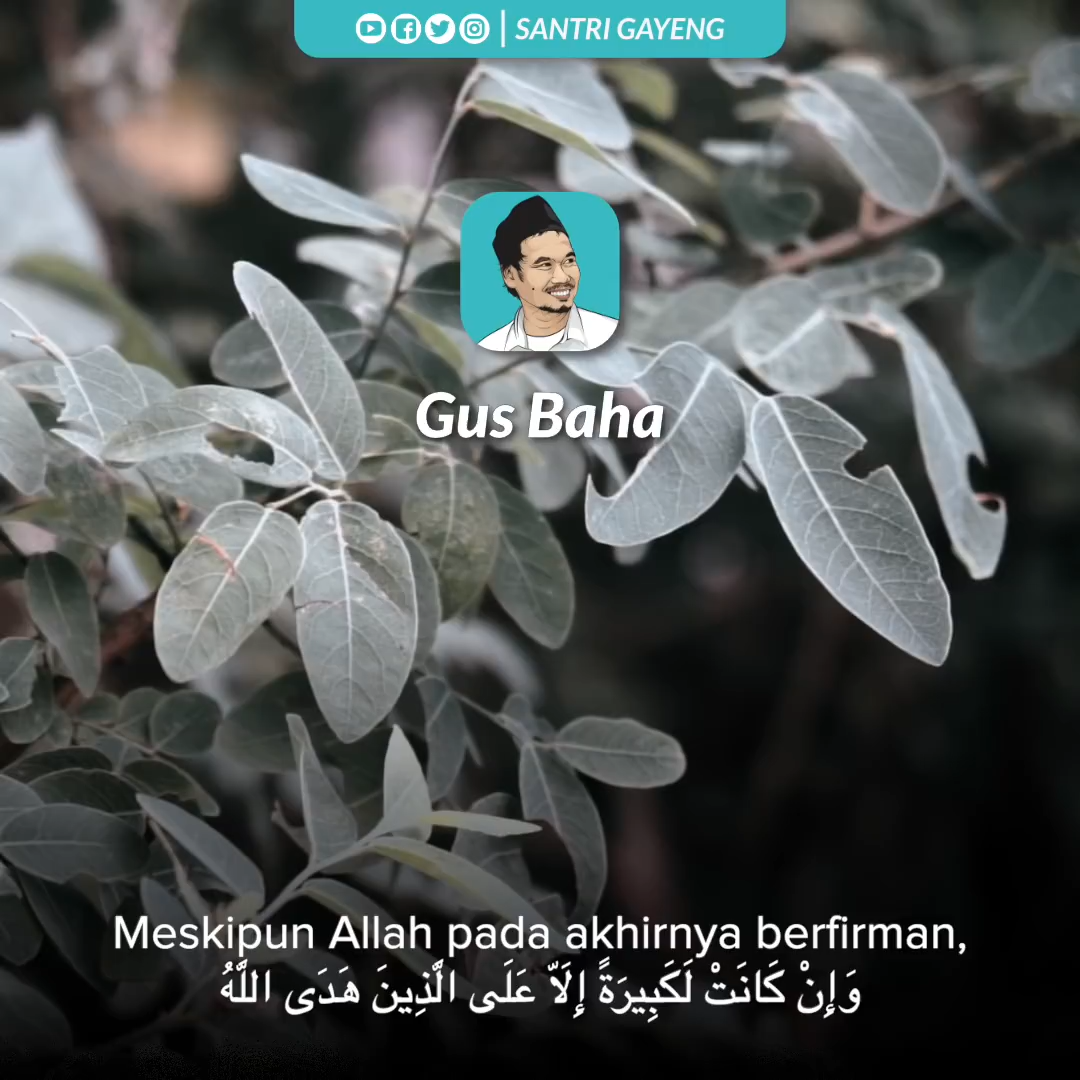 SANTRI GAYENG
Gus Baha
Meskipun Allah pada akhirnya berfirman,
وَإِنْ كَانَتْ لَكَبِيرَةً إِلَّا عَلَى الَّذِينَ هَدَى اللَّهُ